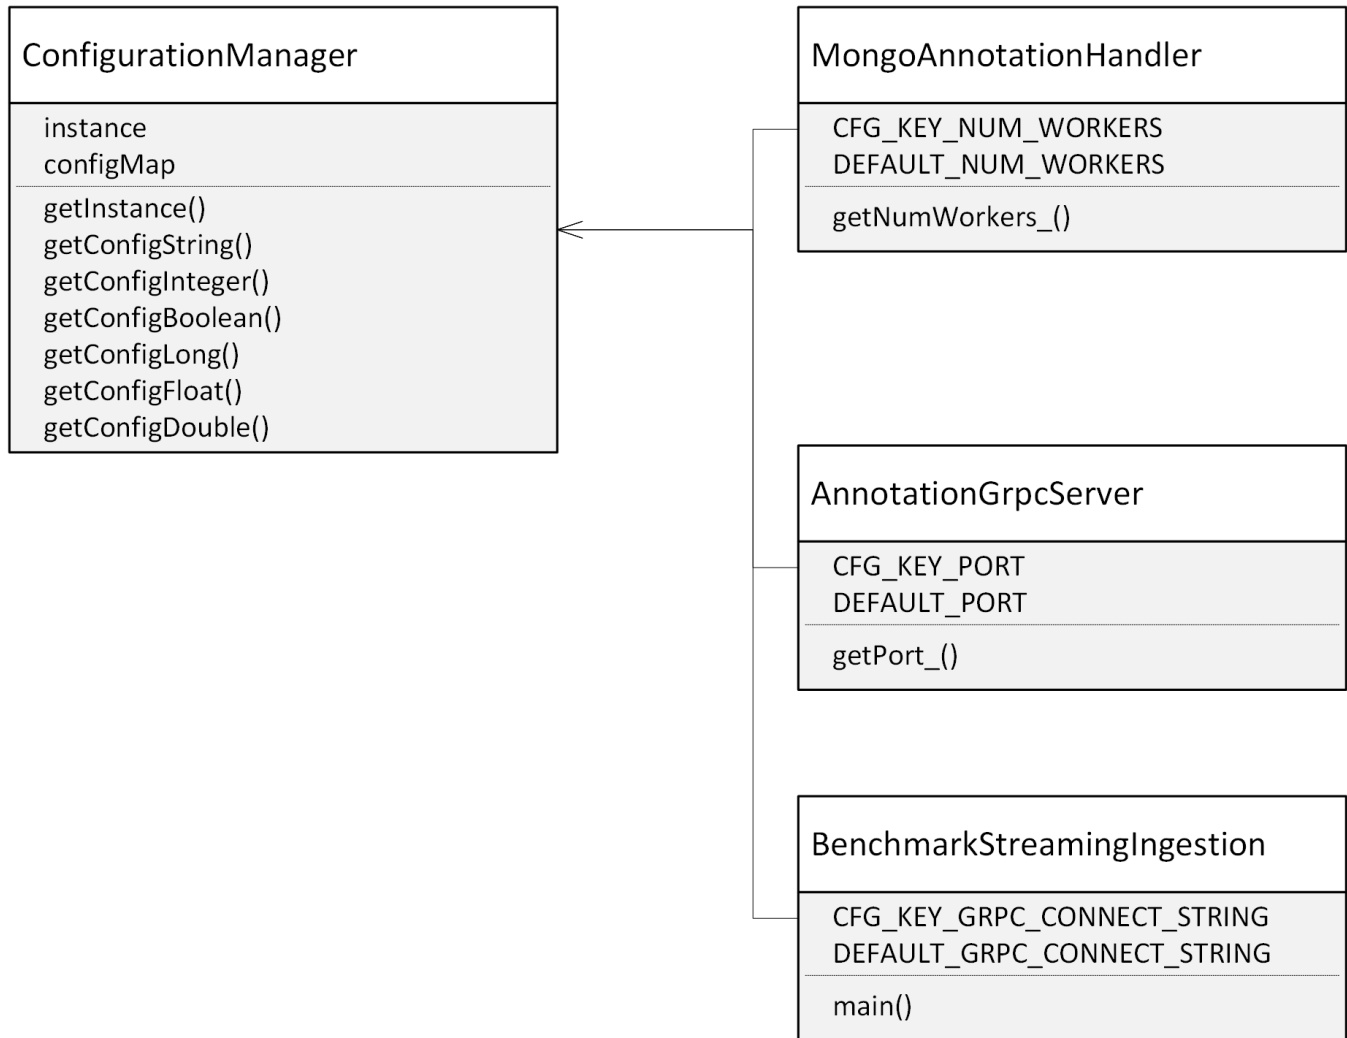 ConfigurationManager
instance
configMap
getInstance()
getConfigString()
getConfigInteger()
getConfigBoolean()
getConfigLong()
getConfigFloat()
getConfigDouble()
MongoAnnotationHandler
CFG_KEY_NUM_WORKERS
DEFAULT_NUM_WORKERS
getNumWorkers_()
AnnotationGrpcServer
CFG_KEY_PORT
DEFAULT_PORT
getPort_()
BenchmarkStreamingIngestion
CFG_KEY_GRPC_CONNECT_STRING
DEFAULT_GRPC_CONNECT_STRING
main()